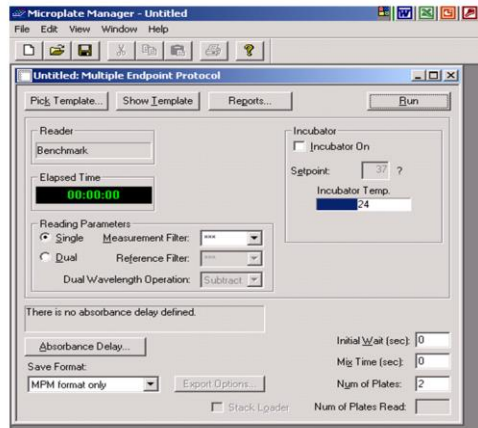 Microplate Manager - Untitled
File Edit View Window Help
Untitled: Multiple Endpoint Protocol
Pick Template... Show Template Reports... Run
Reader
Benchmark
Incubator
Incubator On
Setpoint: 37 ?
Elapsed Time
00:00:00
Incubator Temp.
24
Reading Parameters
Single Measurement Filter: ***
Dual Reference Filter: ***
Dual Wavelength Operation: Subtract
There is no absorbance delay defined.
Absorbance Delay...
Initial Wait (sec): 0
Mix Time (sec): 0
Save Format:
MPM format only Export Options... Num of Plates: 2
Stack Loader Num of Plates Read: